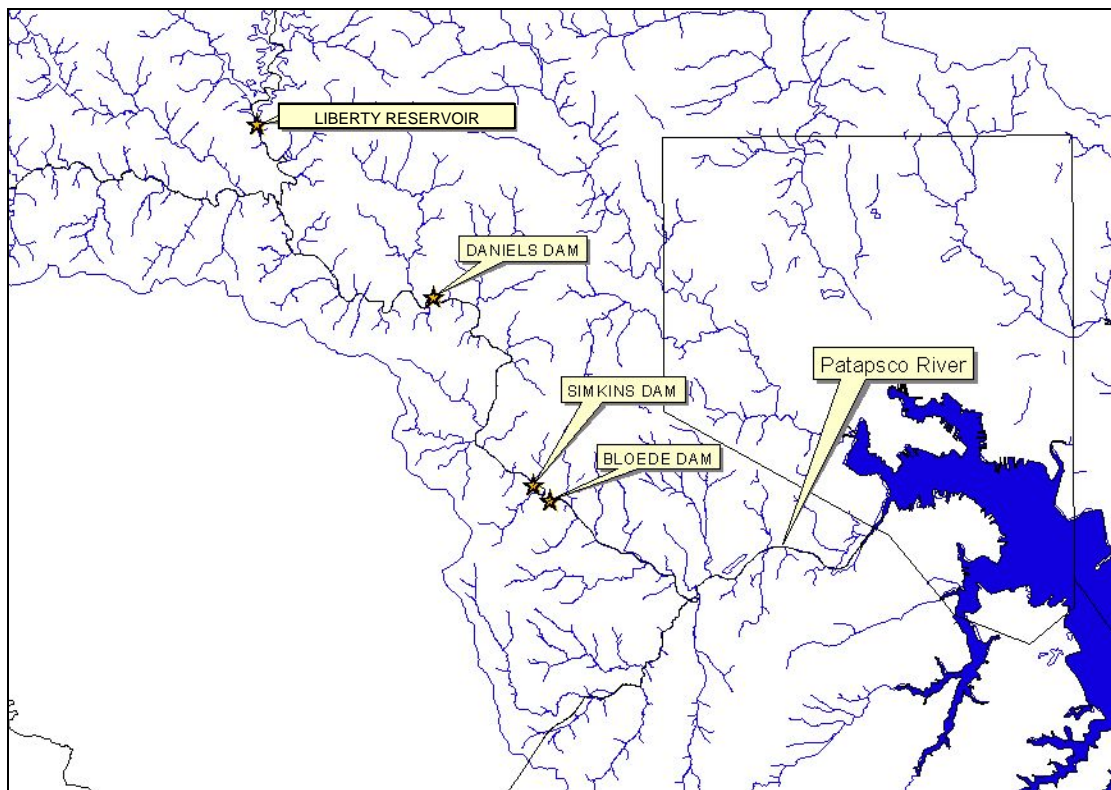 LIBERTY RESERVOIR
DANIELS DAM
Patapsco River
SIMKINS DAM
BLOEDE DAM